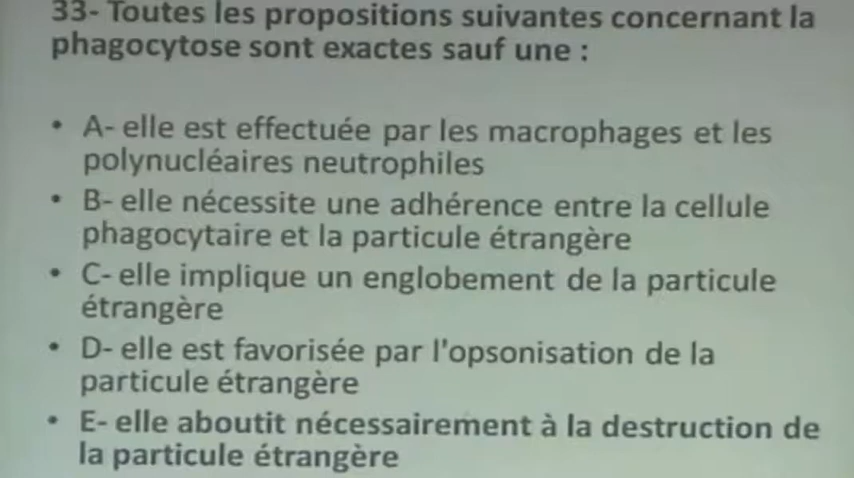 33- Toutes les propositions suivantes concernant la
phagocytose sont exactes sauf une :
• A- elle est effectuée par les macrophages et les
polynucléaires neutrophiles
• B- elle nécessite une adhérence entre la cellule
phagocytaire et la particule étrangère
• C- elle implique un englobement de la particule
étrangère
• D- elle est favorisée par l'opsonisation de la
particule étrangère
• E- elle aboutit nécessairement à la destruction de
la particule étrangère